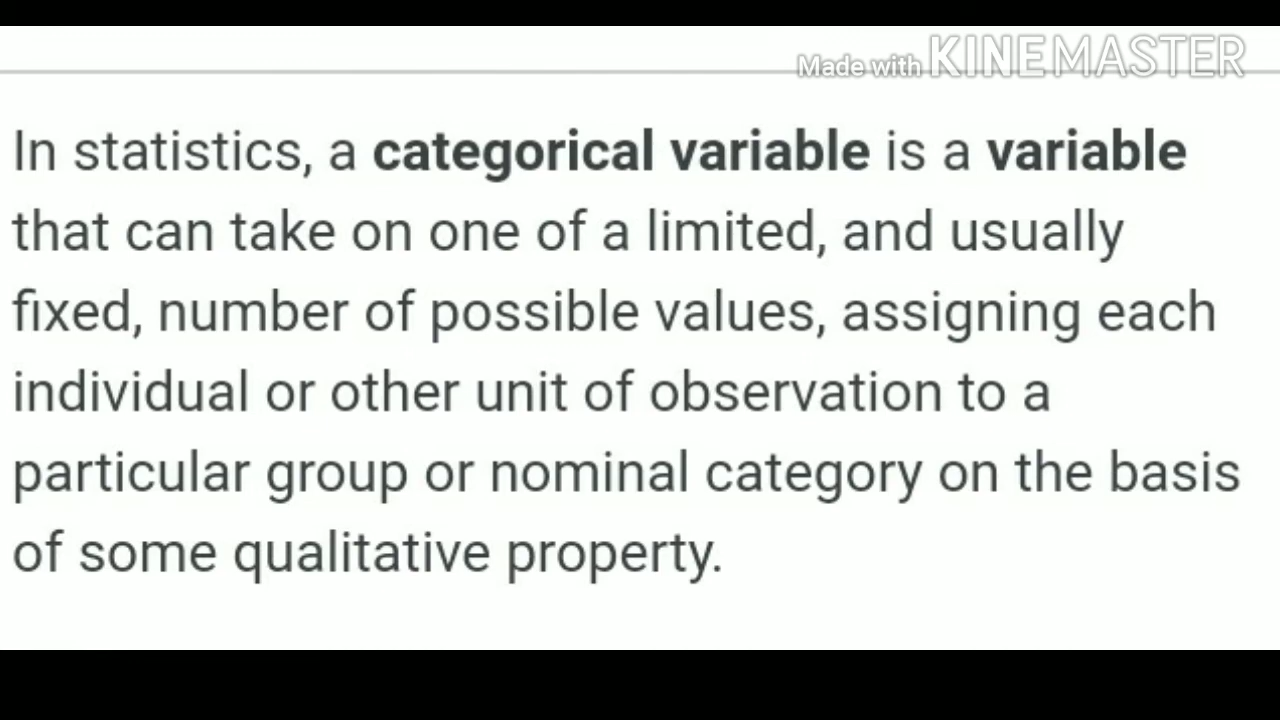 Made with KINEMASTER
In statistics, a categorical variable is a variable
that can take on one of a limited, and usually
fixed, number of possible values, assigning each
individual or other unit of observation to a
particular group or nominal category on the basis
of some qualitative property.